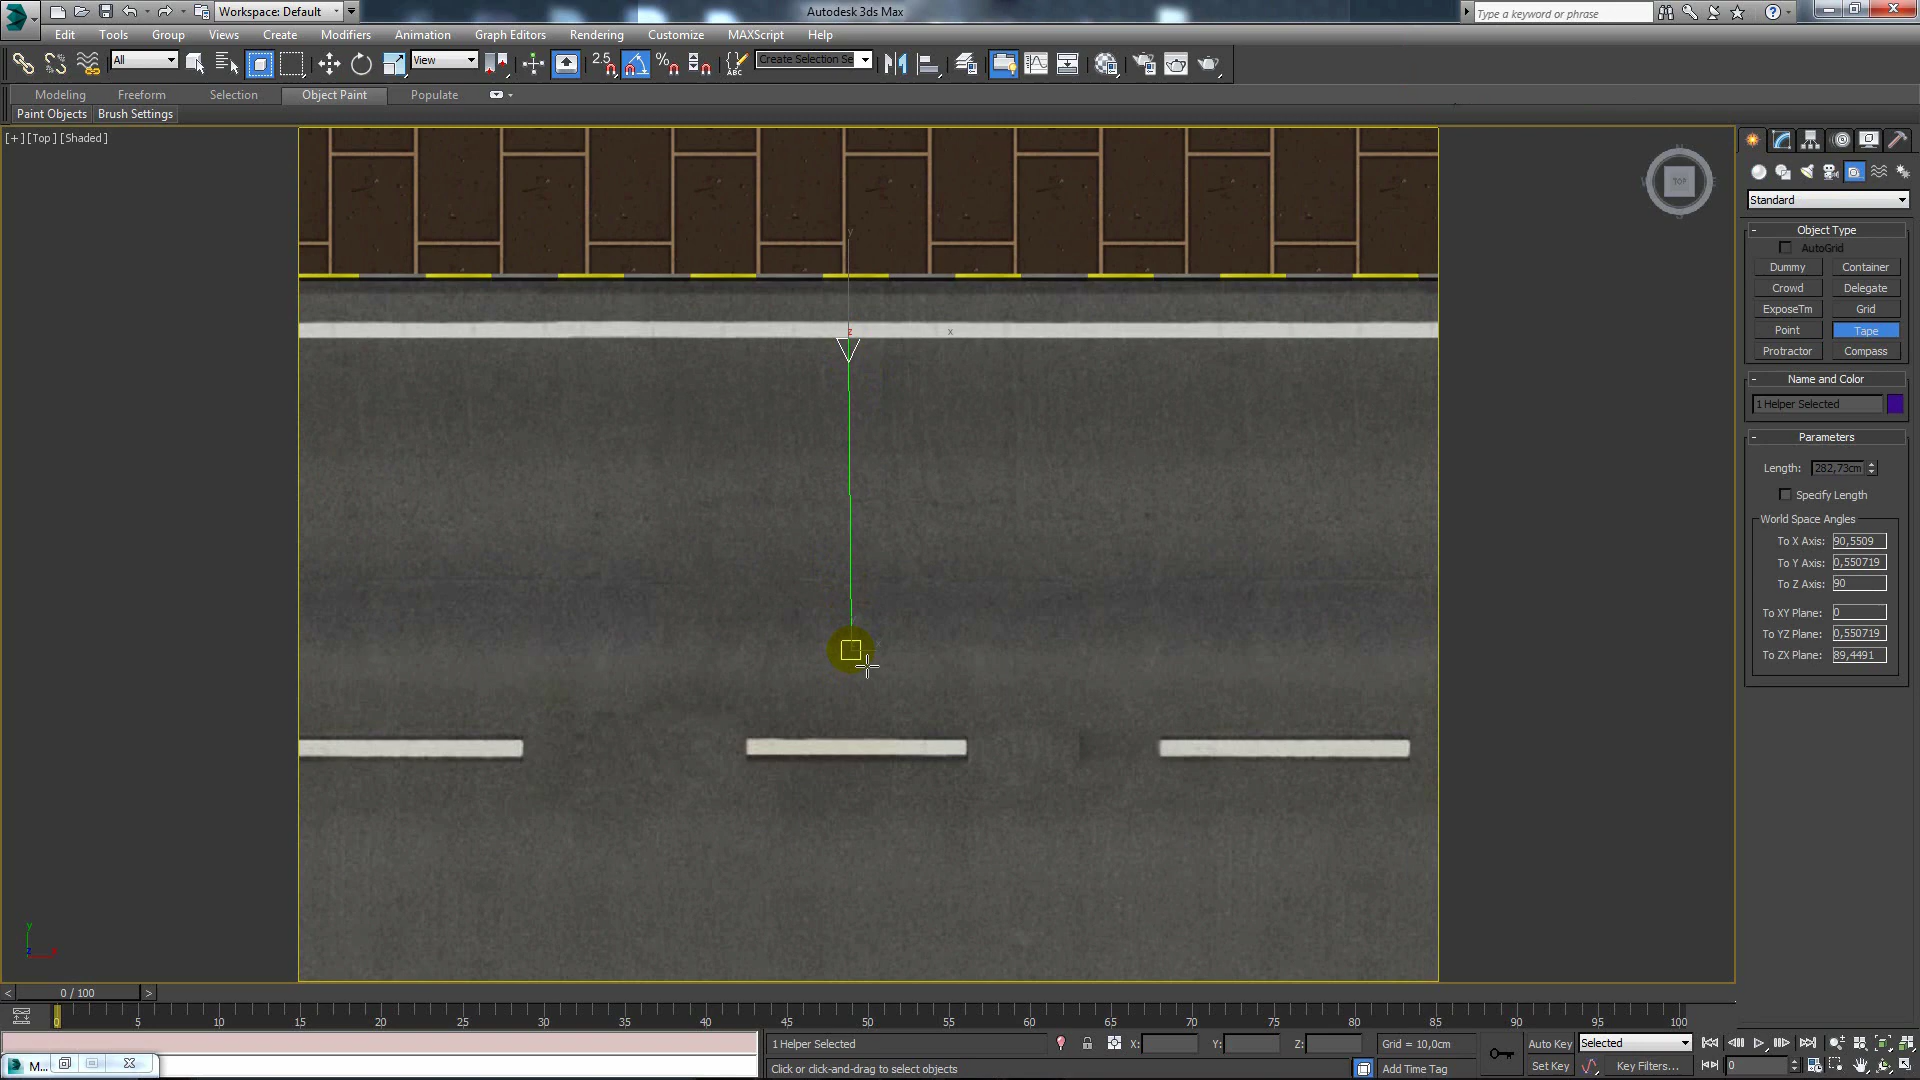 Workspace: Default
Autodesk 3ds Max
Type a keyword or phrase
Edit Tools Group Views Create Modifiers Animation Graph Editors Rendering Customize MAXScript Help
All
View
2.5
%
ABC
Create Selection Se
Modeling Freeform Selection Object Paint Populate
Paint Objects Brush Settings
[+] [Top] [Shaded]
TOP
Standard
- Object Type
AutoGrid
Dummy Container
Crowd Delegate
ExposeTm Grid
Point Tape
Protractor Compass
- Name and Color
1 Helper Selected
- Parameters
Length: 282,73cm
Specify Length
World Space Angles
To X Axis: 90,5509
To Y Axis: 0,550719
To Z Axis: 90
To XY Plane: 0
To YZ Plane: 0,550719
To ZX Plane: 89,4491
y
z
x
y
z x
< 0 / 100 >
0 5 10 15 20 25 30 35 40 45 50 55 60 65 70 75 80 85 90 95 100
1 Helper Selected X: Y: Z: Grid = 10,0cm Auto Key Selected
M...
Click or click-and-drag to select objects Add Time Tag Set Key Key Filters... 0